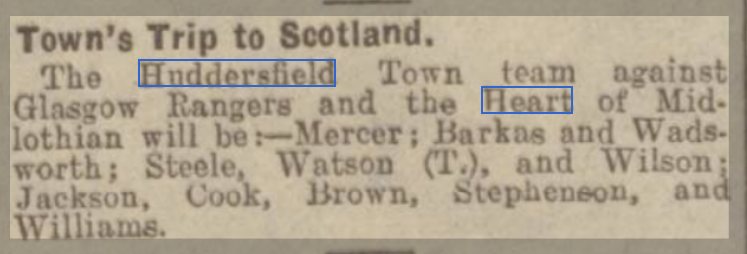 Town's Trip to Scotland.
The Huddersfield Town team against
Glasgow Rangers and the Heart of Mid-
lothian will be:—Mercer; Barkas and Wads-
worth; Steele, Watson (T.), and Wilson;
Jackson, Cook, Brown, Stephenson, and
Williams.